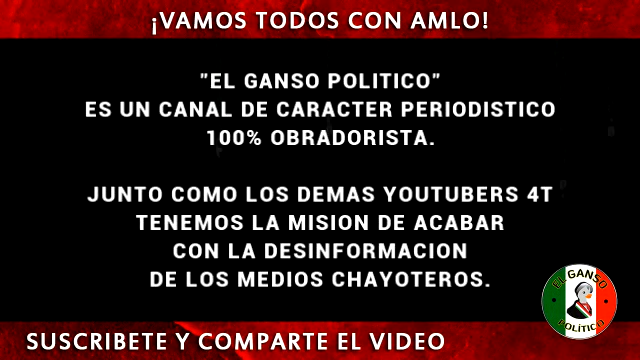 ¡VAMOS TODOS CON AMLO!
"EL GANSO POLITICO"
ES UN CANAL DE CARACTER PERIODISTICO
100% OBRADORISTA.
JUNTO COMO LOS DEMAS YOUTUBERS 4T
TENEMOS LA MISION DE ACABAR
CON LA DESINFORMACION
DE LOS MEDIOS CHAYOTEROS.
EL GANSO
POLÍTICO
SUSCRIBETE Y COMPARTE EL VIDEO